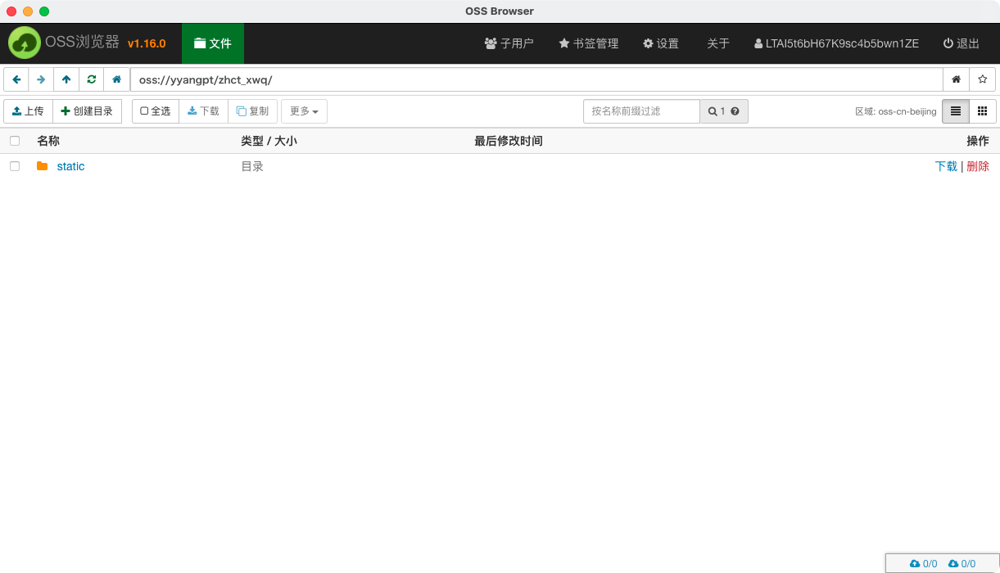 OSS Browser
OSS浏览器 v1.16.0 文件 子用户 书签管理 设置 关于 LTAI5t6bH67K9sc4b5bwn1ZE 退出
oss://yyangpt/zhct_xwq/
上传 创建目录 全选 下载 复制 更多 按名称前缀过滤 1 区域: oss-cn-beijing
名称 类型 / 大小 最后修改时间 操作
static 目录 下载 | 删除
0/0 0/0